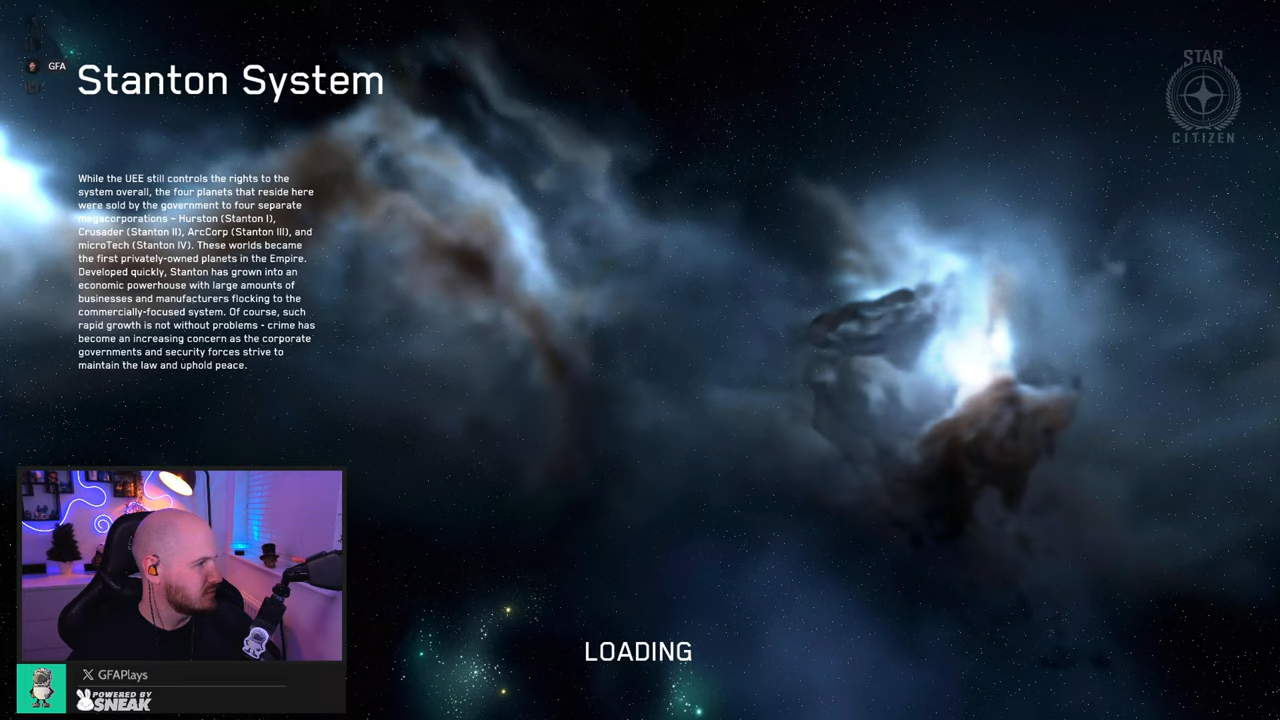 GFA
Stanton System
STAR
CITIZEN
While the UEE still controls the rights to the
system overall, the four planets that reside here
were sold by the government to four separate
megacorporations – Hurston (Stanton I),
Crusader (Stanton II), ArcCorp (Stanton III), and
microTech (Stanton IV). These worlds became
the first privately-owned planets in the Empire.
Developed quickly, Stanton has grown into an
economic powerhouse with large amounts of
businesses and manufacturers flocking to the
commercially-focused system. Of course, such
rapid growth is not without problems - crime has
become an increasing concern as the corporate
governments and security forces strive to
maintain the law and uphold peace.
LOADING
X GFAPlays
POWERED BY
SNEAK